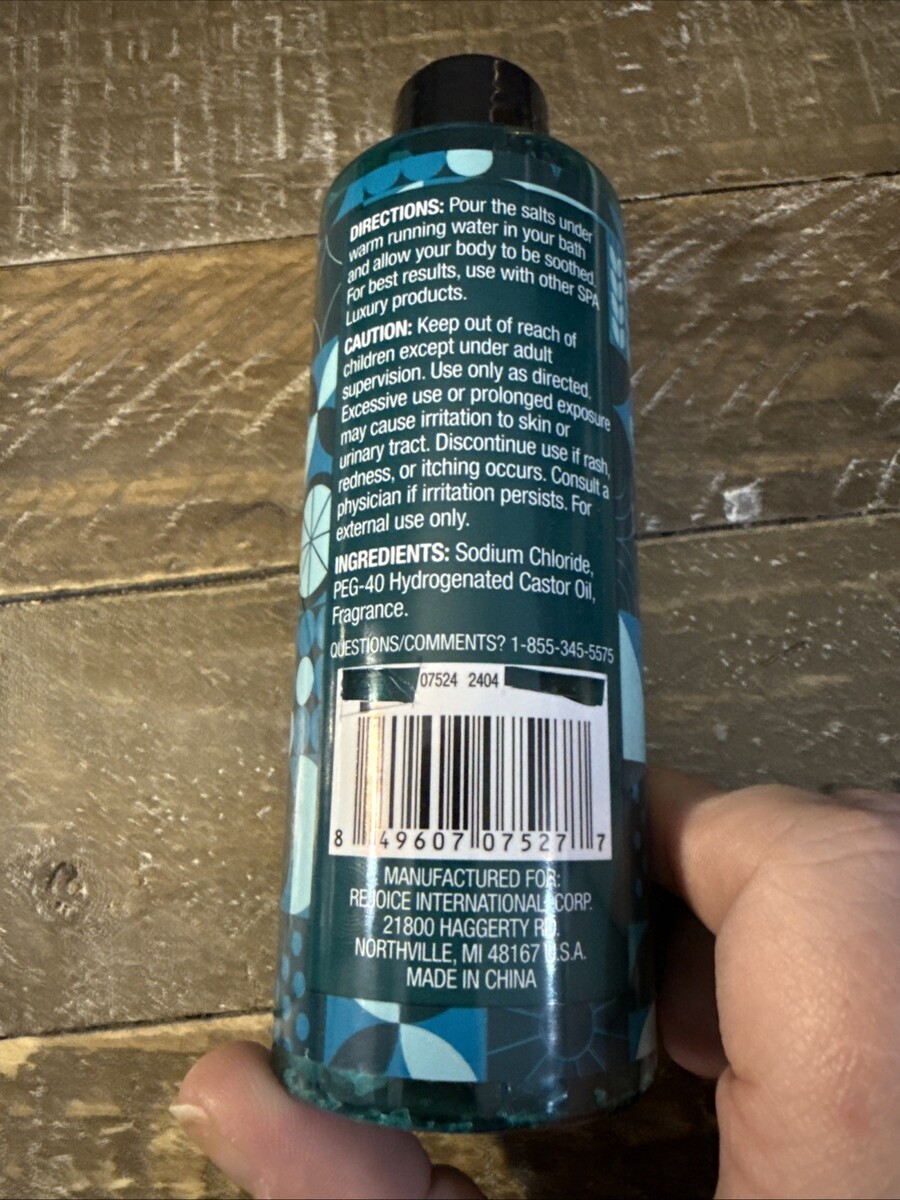 DIRECTIONS: Pour the salts under
warm running water in your bath
and allow your body to be soothed.
For best results, use with other SPA
Luxury products.
CAUTION: Keep out of reach of
children except under adult
supervision. Use only as directed.
Excessive use or prolonged exposure
may cause irritation to skin or
urinary tract. Discontinue use if rash,
redness, or itching occurs. Consult a
physician if irritation persists. For
external use only.
INGREDIENTS: Sodium Chloride,
PEG-40 Hydrogenated Castor Oil,
Fragrance.
QUESTIONS/COMMENTS? 1-855-345-5575
07524 2404
8 49607 07527 7
MANUFACTURED FOR:
REJOICE INTERNATIONAL CORP.
21800 HAGGERTY RD.
NORTHVILLE, MI 48167 U.S.A.
MADE IN CHINA